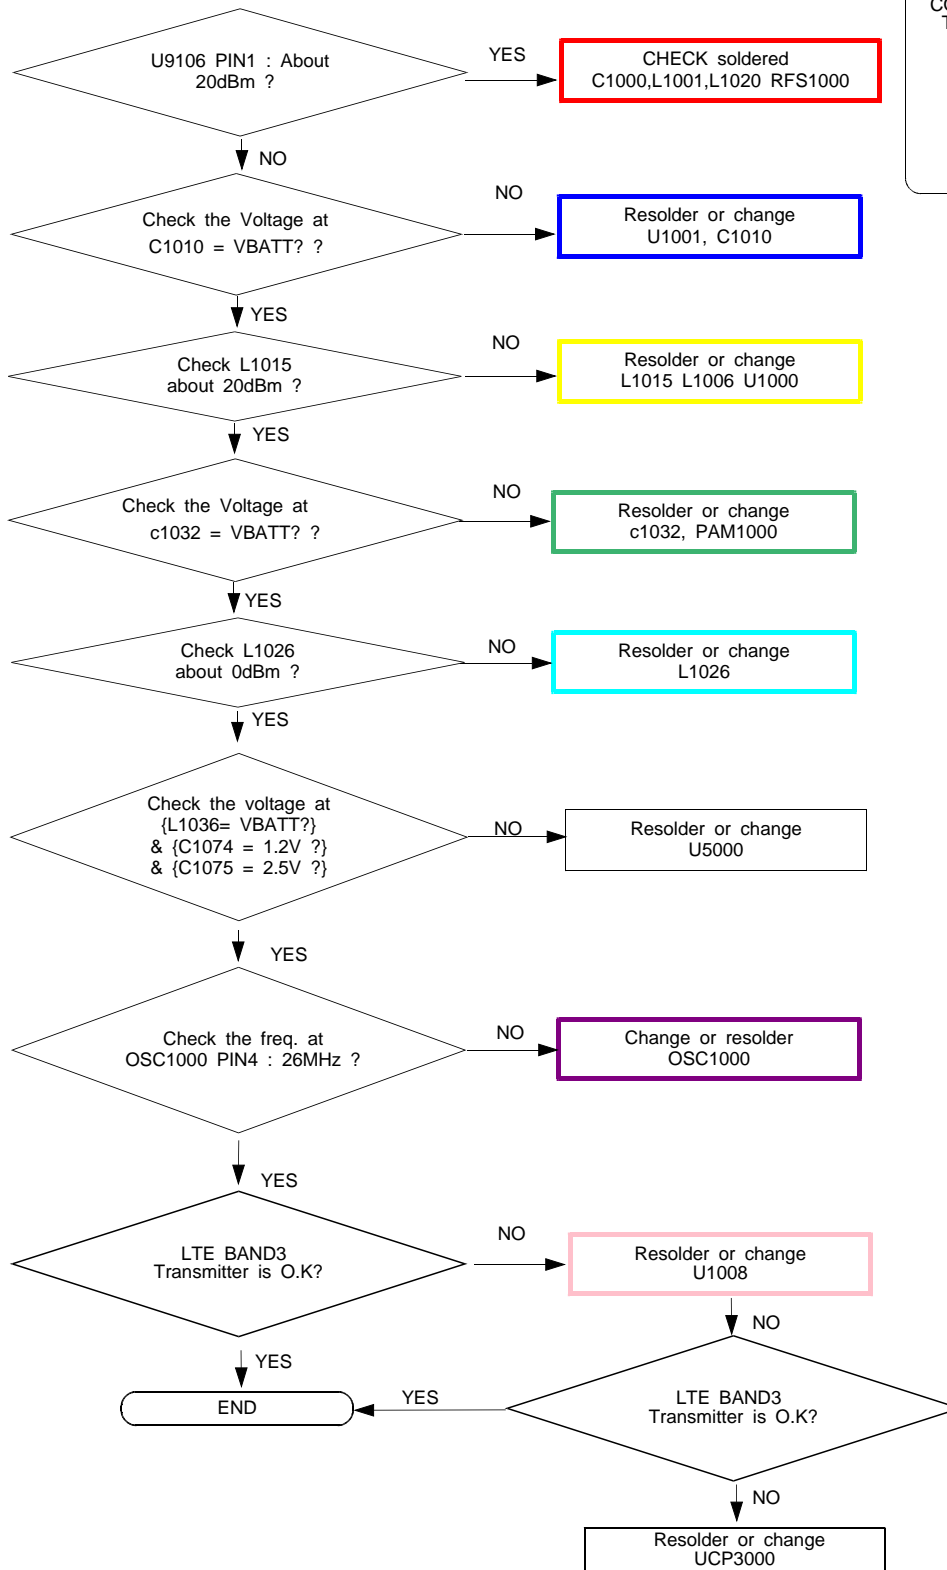 U9106 PIN1 : About
20dBm ?
YES
CHECK soldered
C1000,L1001,L1020 RFS1000
NO
Check the Voltage at
C1010 = VBATT? ?
NO
Resolder or change
U1001, C1010
YES
Check L1015
about 20dBm ?
NO
Resolder or change
L1015 L1006 U1000
YES
Check the Voltage at
c1032 = VBATT? ?
NO
Resolder or change
c1032, PAM1000
YES
Check L1026
about 0dBm ?
NO
Resolder or change
L1026
YES
Check the voltage at
{L1036= VBATT?}
& {C1074 = 1.2V ?}
& {C1075 = 2.5V ?}
NO
Resolder or change
U5000
YES
Check the freq. at
OSC1000 PIN4 : 26MHz ?
NO
Change or resolder
OSC1000
YES
LTE BAND3
Transmitter is O.K?
NO
Resolder or change
U1008
NO
YES
END
YES
LTE BAND3
Transmitter is O.K?
NO
Resolder or change
UCP3000